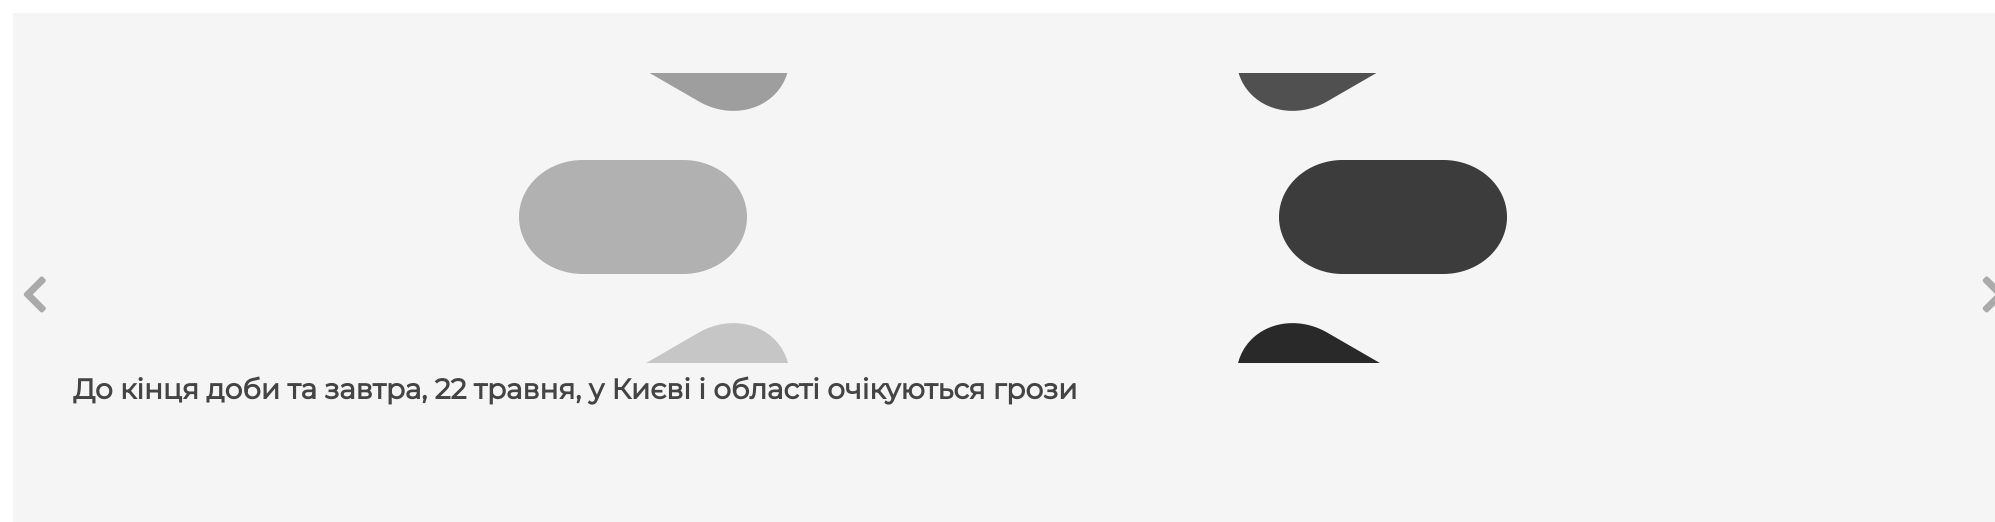 До кінця доби та завтра, 22 травня, у Києві і області очікуються грози